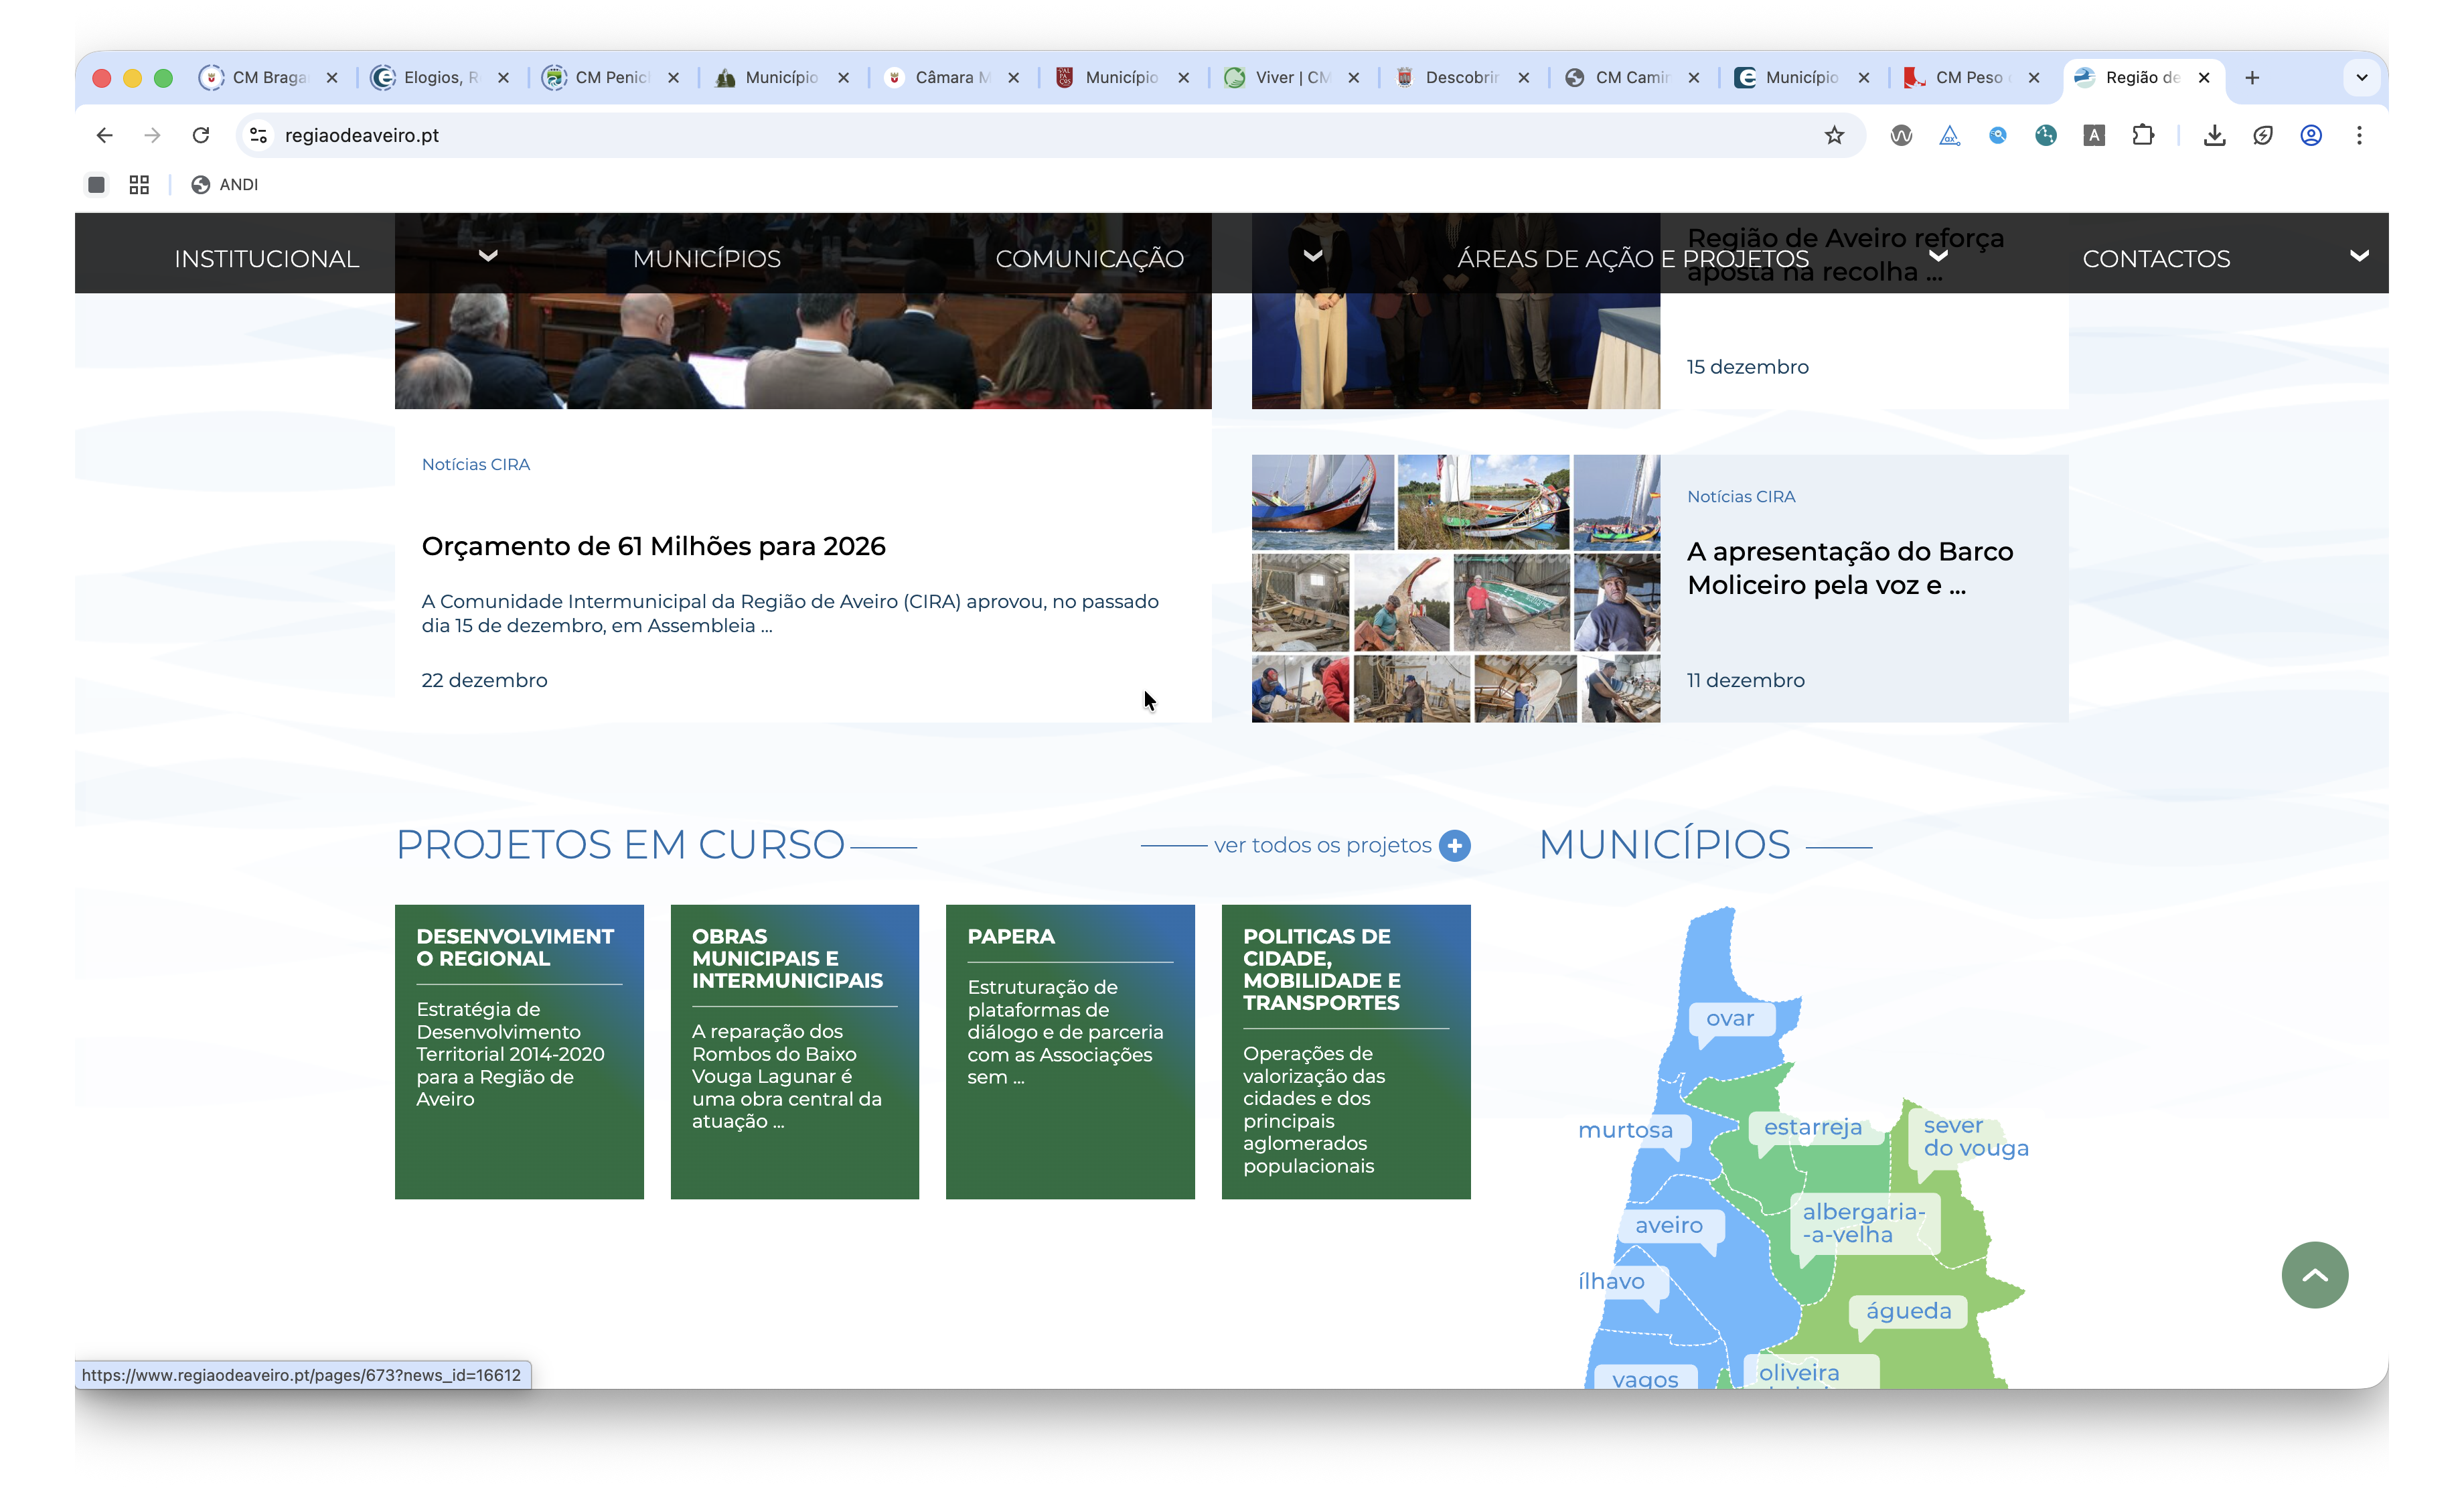 CM Braga
Elogios, R
CM Penic
Município
Câmara M
Município
Viver | CM
Descobrir
CM Camin
Município
CM Peso
Região de
regiaodeaveiro.pt
ANDI
INSTITUCIONAL
MUNICÍPIOS
COMUNICAÇÃO
ÁREAS DE AÇÃO E PROJETOS
CONTACTOS
Região de Aveiro reforça
aposta na recolha ...
15 dezembro
Notícias CIRA
Orçamento de 61 Milhões para 2026
A Comunidade Intermunicipal da Região de Aveiro (CIRA) aprovou, no passado
dia 15 de dezembro, em Assembleia ...
22 dezembro
Notícias CIRA
A apresentação do Barco
Moliceiro pela voz e ...
11 dezembro
PROJETOS EM CURSO
ver todos os projetos
DESENVOLVIMENT
O REGIONAL
Estratégia de
Desenvolvimento
Territorial 2014-2020
para a Região de
Aveiro
OBRAS
MUNICIPAIS E
INTERMUNICIPAIS
A reparação dos
Rombos do Baixo
Vouga Lagunar é
uma obra central da
atuação ...
PAPERA
Estruturação de
plataformas de
diálogo e de parceria
com as Associações
sem ...
POLITICAS DE
CIDADE,
MOBILIDADE E
TRANSPORTES
Operações de
valorização das
cidades e dos
principais
aglomerados
populacionais
MUNICÍPIOS
ovar
murtosa
estarreja
sever
do vouga
albergaria-
-a-velha
aveiro
ílhavo
águeda
vagos
oliveira
https://www.regiaodeaveiro.pt/pages/673?news_id=16612